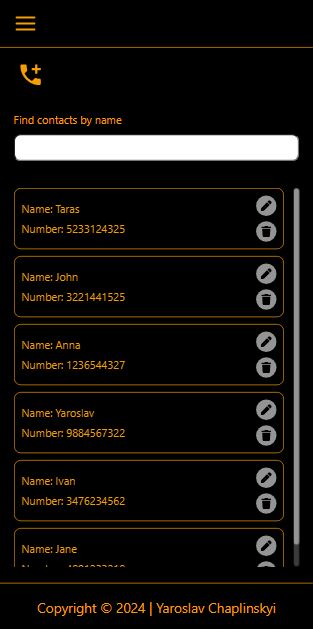 Find contacts by name
Name: Taras
Number: 5233124325
Name: John
Number: 3221441525
Name: Anna
Number: 1236544327
Name: Yaroslav
Number: 9884567322
Name: Ivan
Number: 3476234562
Name: Jane
Copyright © 2024 | Yaroslav Chaplinskyi